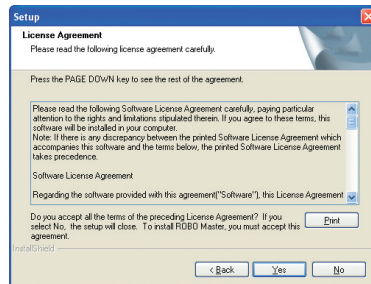 Setup
License Agreement
Please read the following license agreement carefully.
Press the PAGE DOWN key to see the rest of the agreement.
Please read the following Software License Agreement carefully, paying particular
attention to the rights and limitations stipulated therein. If you agree to these terms, this
software will be installed in your computer.
Note: If there is any discrepancy between the printed Software License Agreement which
accompanies this software and the terms below, the printed Software License Agreement
takes precedence.
Software License Agreement
Regarding the software provided with this agreement("Software"), this License Agreement
Do you accept all the terms of the preceding License Agreement? If you
select No, the setup will close. To install ROBO Master, you must accept this
agreement.
Print
InstallShield
< Back
Yes
No